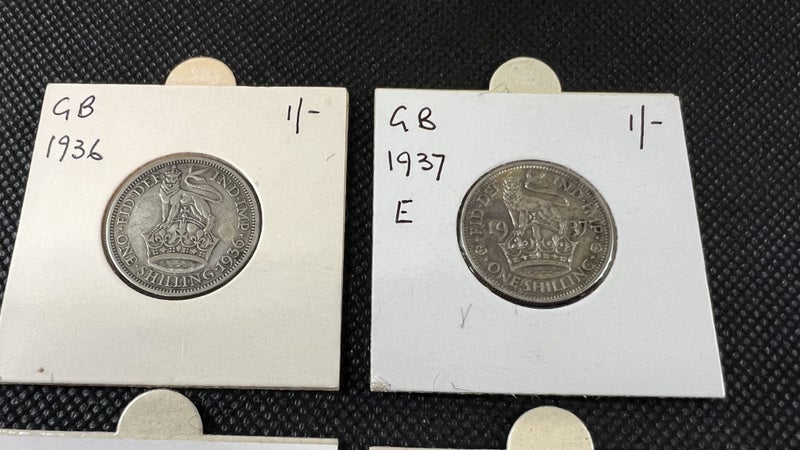 GB 1/-
1936
·FID·DEF IND·IMP·
ONE·SHILLING·1936·
GB 1/-
1937
E
FID·DEF IND·IMP
19 37
ONE·SHILLING